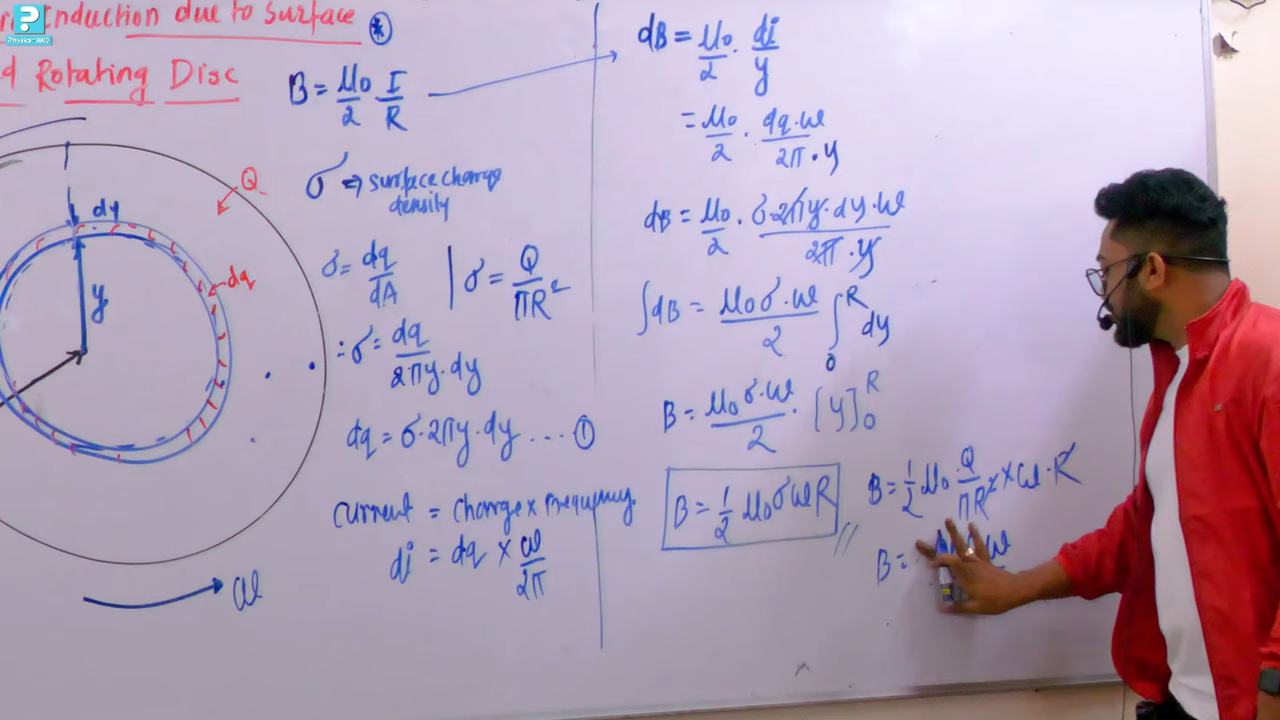 Induction due to surface
Rotating Disc
?
Physics-3000
B = μ₀/2 I/R
σ ⇒ surface charge
density
σ = dq/dA | σ = Q/πR²
∴ σ = dq/2πy·dy
dq = σ·2πy·dy .... ①
current = charge x frequency
di = dq × ω/2π
Q
dy
dq
y
ω
dB = μ₀/2 · di/y
= μ₀/2 · dq·ω/2π·y
dB = μ₀/2 · σ·2πy·dy·ω/2π·y
∫dB = μ₀σ·ω/2 ∫₀ᴿ dy
B = μ₀σ·ω/2 · [y]₀ᴿ
B = 1/2 μ₀σωR
B = 1/2 μ₀ · Q/πR² × ω·R
B =